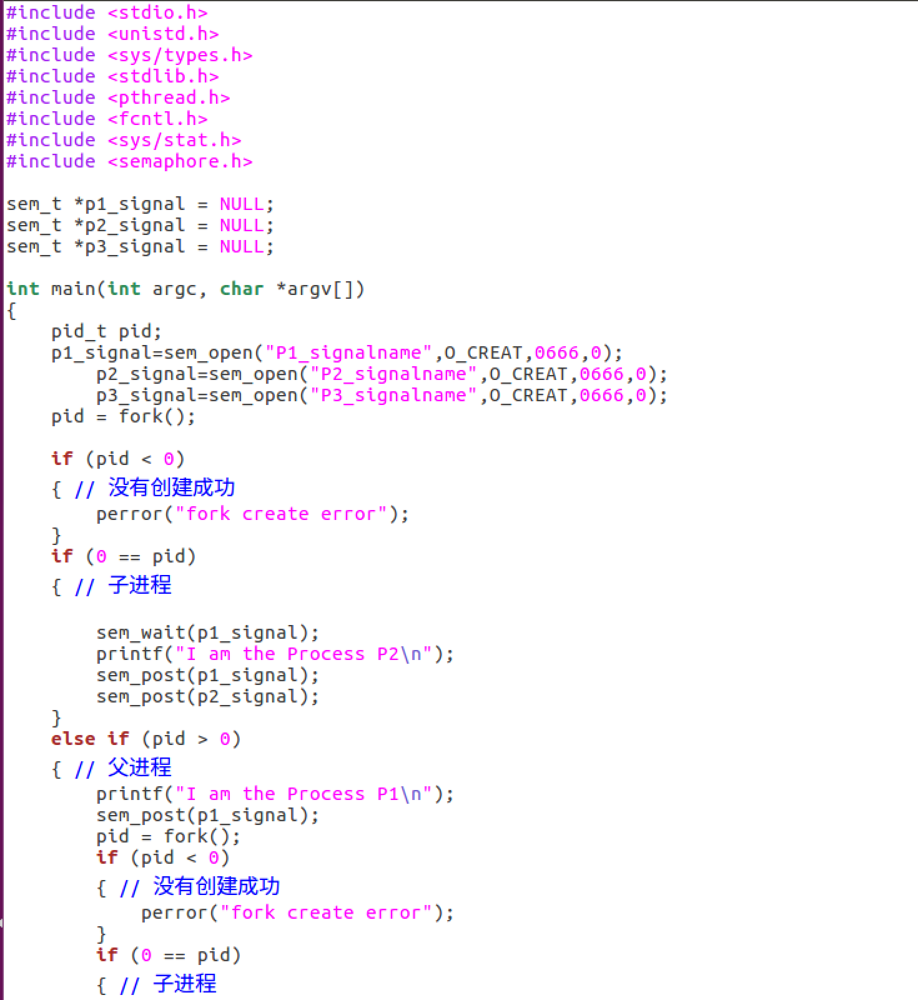 #include <stdio.h>
#include <unistd.h>
#include <sys/types.h>
#include <stdlib.h>
#include <pthread.h>
#include <fcntl.h>
#include <sys/stat.h>
#include <semaphore.h>

sem_t *p1_signal = NULL;
sem_t *p2_signal = NULL;
sem_t *p3_signal = NULL;

int main(int argc, char *argv[])
{
    pid_t pid;
    p1_signal=sem_open("P1_signalname",O_CREAT,0666,0);
        p2_signal=sem_open("P2_signalname",O_CREAT,0666,0);
        p3_signal=sem_open("P3_signalname",O_CREAT,0666,0);
    pid = fork();

    if (pid < 0)
    { // 没有创建成功
        perror("fork create error");
    }
    if (0 == pid)
    { // 子进程

        sem_wait(p1_signal);
        printf("I am the Process P2\n");
        sem_post(p1_signal);
        sem_post(p2_signal);
    }
    else if (pid > 0)
    { // 父进程
        printf("I am the Process P1\n");
        sem_post(p1_signal);
        pid = fork();
        if (pid < 0)
        { // 没有创建成功
            perror("fork create error");
        }
        if (0 == pid)
        { // 子进程